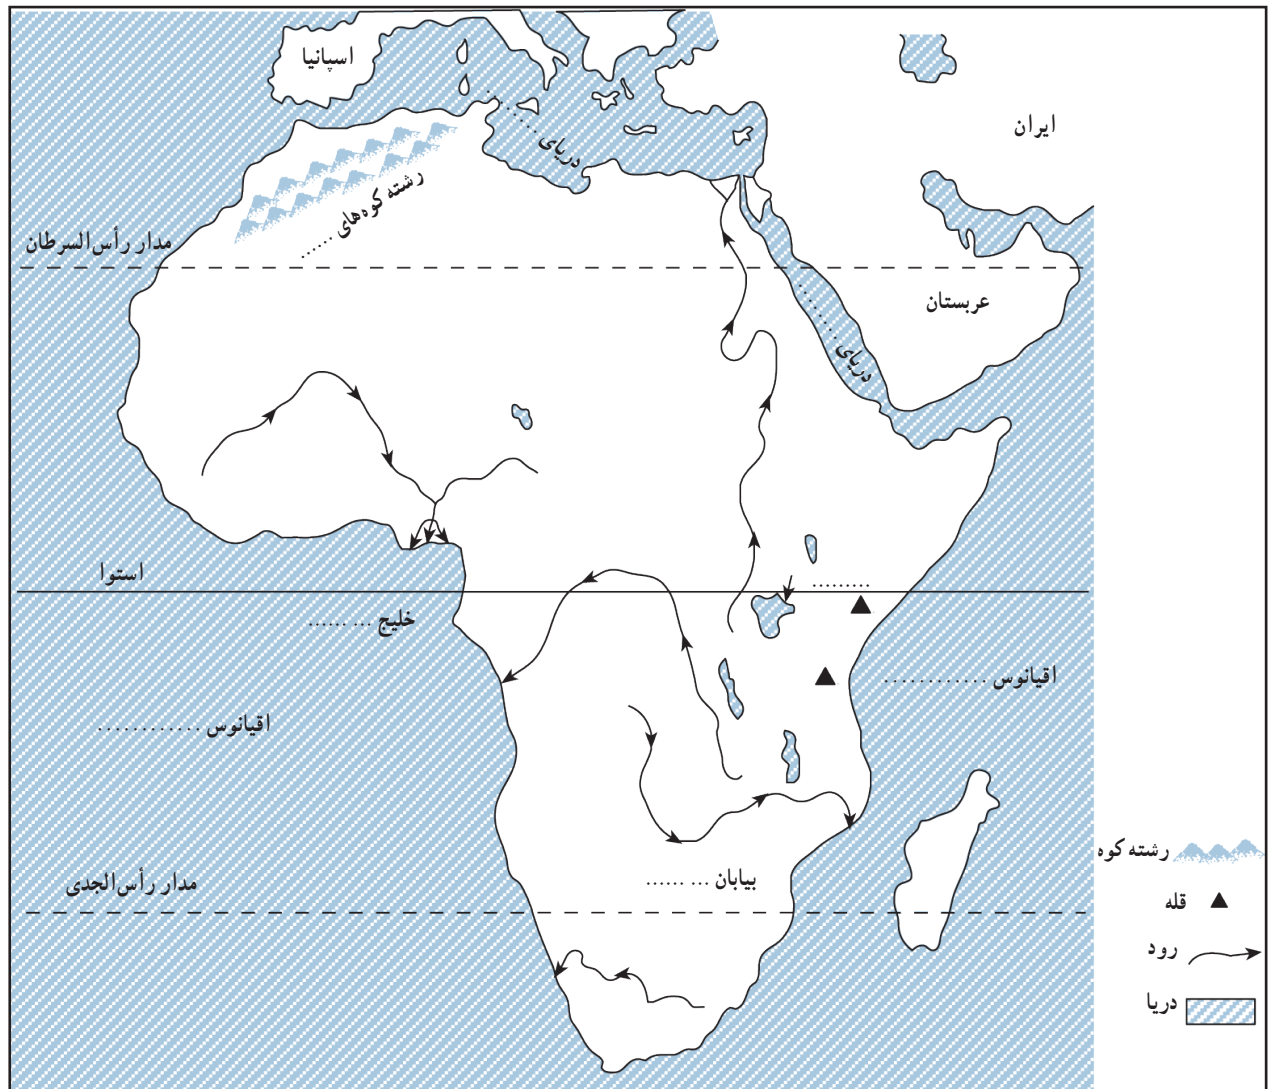 اسپانیا
ایران
دریای ........
رشته کوه‌های ......
مدار رأس‌السرطان
عربستان
دریای ........
استوا
.........
خلیج ... ......
اقیانوس ............
اقیانوس ............
بیابان ... ......
مدار رأس‌الجدی
رشته کوه
قله
رود
دریا